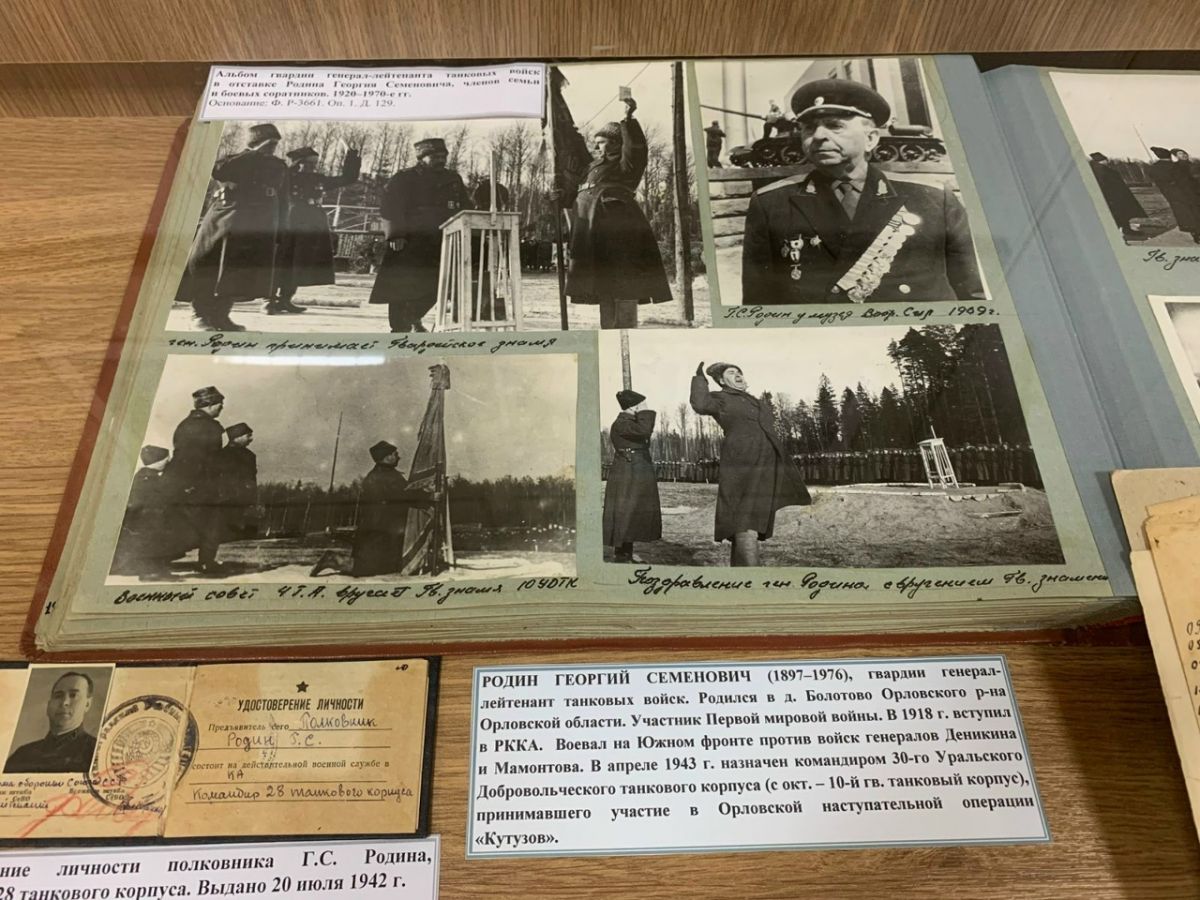 Альбом гвардии генерал-лейтенанта танковых войск
в отставке Родина Георгия Семеновича, членов семьи
и боевых соратников. 1920–1970-е гг.
Основание: Ф. Р-3661. Оп. 1. Д. 129.
ген. Родин принимает Гвардейское знамя
Г.С. Родин у музея Воор. Сил 1969 г.
Военный совет 4 Т.А. вручает Гв. знамя 10 УДТК
Поздравление ген. Родина с вручением Гв. знамени
Гв. зна
УДОСТОВЕРЕНИЕ ЛИЧНОСТИ
Предъявитель сего Полковник
Родин Г.С.
состоит на действительной военной службе в
КА
Командир 28 танкового корпуса
ние личности полковника Г.С. Родина,
28 танкового корпуса. Выдано 20 июля 1942 г.
РОДИН ГЕОРГИЙ СЕМЕНОВИЧ (1897–1976), гвардии генерал-
лейтенант танковых войск. Родился в д. Болотово Орловского р-на
Орловской области. Участник Первой мировой войны. В 1918 г. вступил
в РККА. Воевал на Южном фронте против войск генералов Деникина
и Мамонтова. В апреле 1943 г. назначен командиром 30-го Уральского
Добровольческого танкового корпуса (с окт. – 10-й гв. танковый корпус),
принимавшего участие в Орловской наступательной операции
«Кутузов».